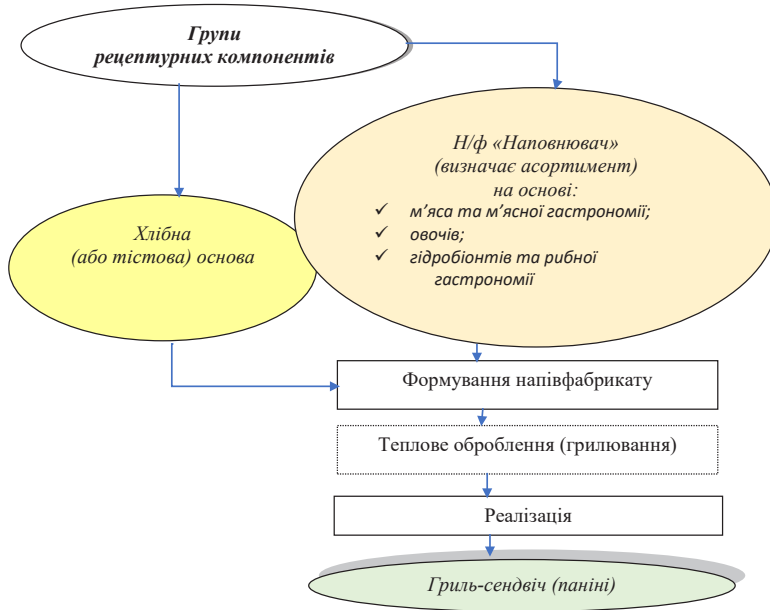 Групи
рецептурних компонентів
Н/ф «Наповнювач»
(визначає асортимент)
на основі:
✓ м’яса та м’ясної гастрономії;
✓ овочів;
✓ гідробіонтів та рибної
гастрономії
Хлібна
(або тістова) основа
Формування напівфабрикату
Теплове оброблення (грилювання)
Реалізація
Гриль-сендвіч (паніні)